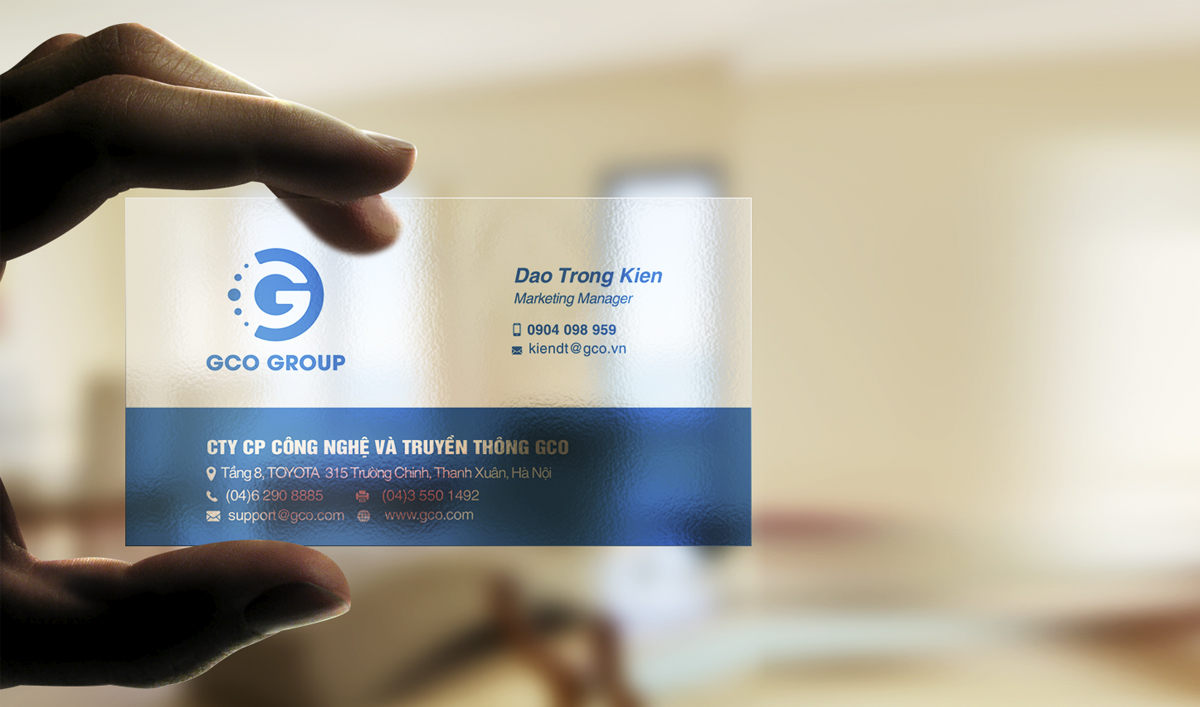 GCO GROUP
Dao Trong Kien
Marketing Manager
0904 098 959
kiendt@gco.vn
CTY CP CÔNG NGHỆ VÀ TRUYỀN THÔNG GCO
Tầng 8, TOYOTA 315 Trường Chinh, Thanh Xuân, Hà Nội
(04)6 290 8885 (04)3 550 1492
support@gco.com www.gco.com